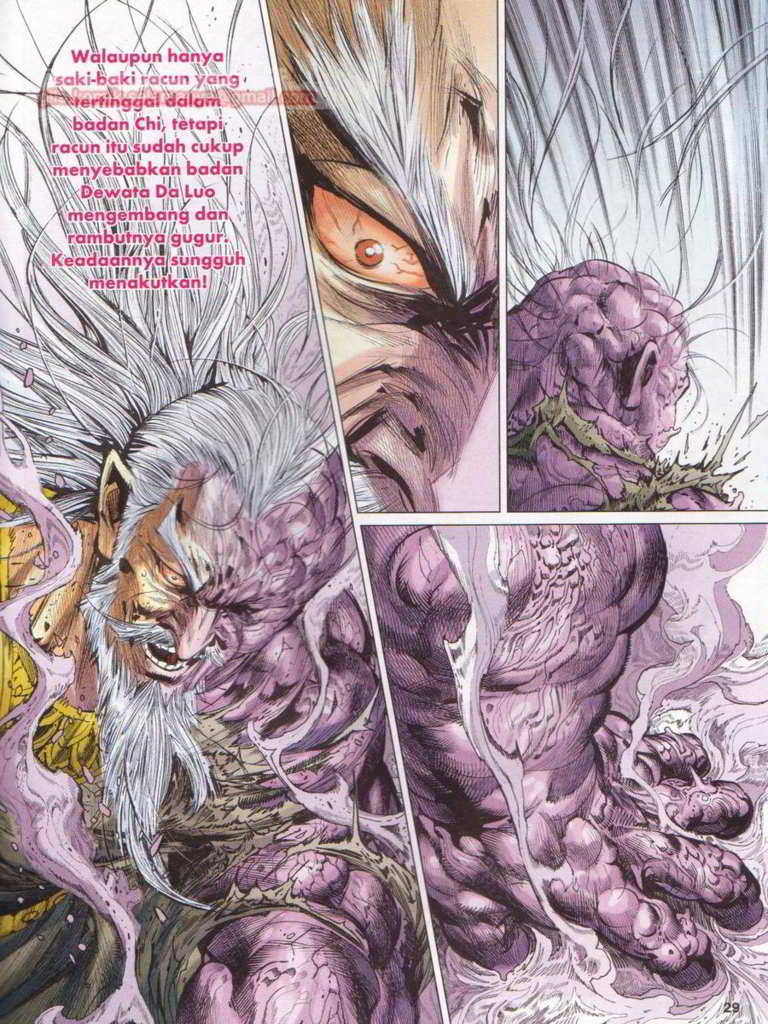 Walaupun hanya
saki-baki racun yang
tertinggal dalam
badan Chi, tetapi
racun itu sudah cukup
menyebabkan badan
Dewata Da Luo
mengembang dan
rambutnya gugur.
Keadaannya sungguh
menakutkan!
29